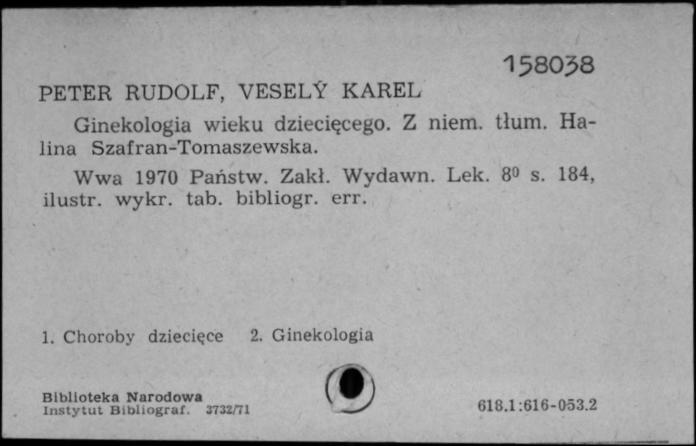 158038
PETER RUDOLF, VESELÝ KAREL
Ginekologia wieku dziecięcego. Z niem. tłum. Ha-
lina Szafran-Tomaszewska.
Wwa 1970 Państw. Zakł. Wydawn. Lek. 8⁰ s. 184,
ilustr. wykr. tab. bibliogr. err.
1. Choroby dziecięce 2. Ginekologia
Biblioteka Narodowa
Instytut Bibliograf. 3732/71
618.1:616-053.2